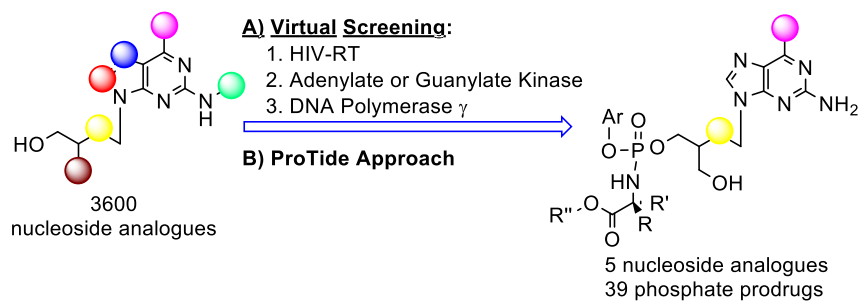 A) Virtual Screening:
1. HIV-RT
2. Adenylate or Guanylate Kinase
3. DNA Polymerase γ
B) ProTide Approach
N
N
N
N
H
HO
3600
nucleoside analogues
N
N
N
N
NH₂
Ar
O
O
P
O
NH
OH
R''
O
R'
R
O
5 nucleoside analogues
39 phosphate prodrugs